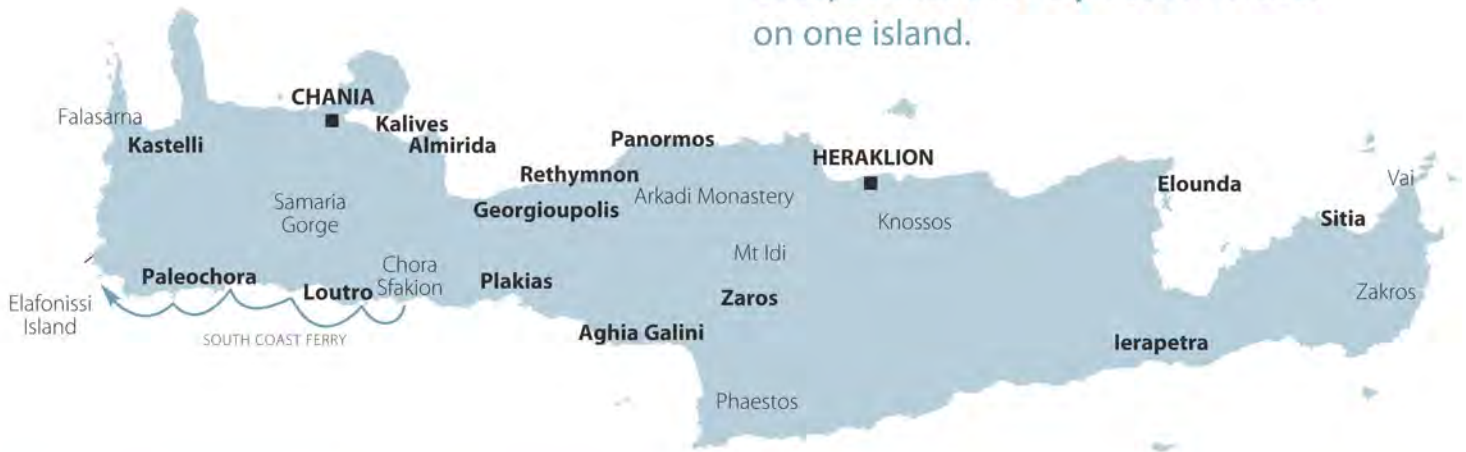 on one island.
CHANIA
Falasarna
Kalives
Kastelli
Almirida
Panormos
HERAKLION
Rethymnon
Elounda
Vai
Arkadi Monastery
Samaria
Gorge
Georgioupolis
Knossos
Sitia
Mt Idi
Chora
Sfakion
Paleochora
Plakias
Loutro
Zaros
Zakros
Elafonissi
Island
SOUTH COAST FERRY
Aghia Galini
Ierapetra
Phaestos